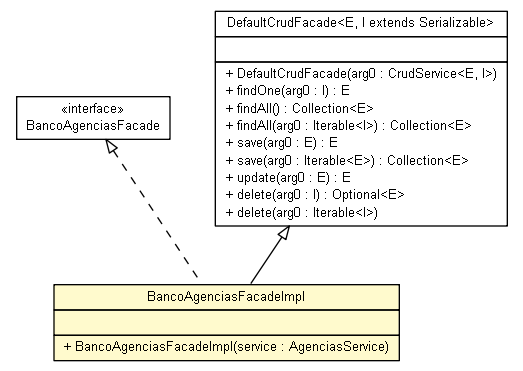 DefaultCrudFacade<E, I extends Serializable>
+ DefaultCrudFacade(arg0 : CrudService<E, I>)
+ findOne(arg0 : I) : E
+ findAll() : Collection<E>
+ findAll(arg0 : Iterable<I>) : Collection<E>
+ save(arg0 : E) : E
+ save(arg0 : Iterable<E>) : Collection<E>
+ update(arg0 : E) : E
+ delete(arg0 : I) : Optional<E>
+ delete(arg0 : Iterable<I>)
«interface»
BancoAgenciasFacade
BancoAgenciasFacadeImpl
+ BancoAgenciasFacadeImpl(service : AgenciasService)